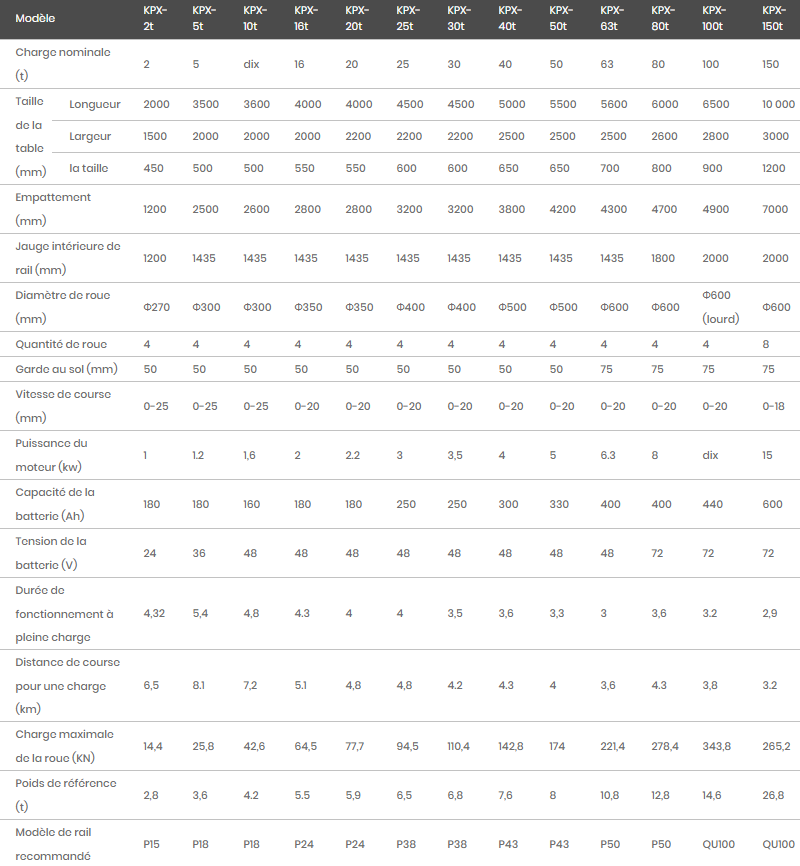 Modèle KPX-2t KPX-5t KPX-10t KPX-16t KPX-20t KPX-25t KPX-30t KPX-40t KPX-50t KPX-63t KPX-80t KPX-100t KPX-150t
Charge nominale (t) 2 5 dix 16 20 25 30 40 50 63 80 100 150
Taille de la table (mm) Longueur 2000 3500 3600 4000 4000 4500 4500 5000 5500 5600 6000 6500 10 000
Largeur 1500 2000 2000 2000 2200 2200 2200 2500 2500 2500 2600 2800 3000
la taille 450 500 500 550 550 600 600 650 650 700 800 900 1200
Empattement (mm) 1200 2500 2600 2800 2800 3200 3200 3800 4200 4300 4700 4900 7000
Jauge intérieure de rail (mm) 1200 1435 1435 1435 1435 1435 1435 1435 1435 1435 1800 2000 2000
Diamètre de roue (mm) Φ270 Φ300 Φ300 Φ350 Φ350 Φ400 Φ400 Φ500 Φ500 Φ600 Φ600 Φ600 (lourd) Φ600
Quantité de roue 4 4 4 4 4 4 4 4 4 4 4 4 8
Garde au sol (mm) 50 50 50 50 50 50 50 50 50 75 75 75 75
Vitesse de course (mm) 0-25 0-25 0-25 0-20 0-20 0-20 0-20 0-20 0-20 0-20 0-20 0-20 0-18
Puissance du moteur (kw) 1 1.2 1,6 2 2.2 3 3,5 4 5 6.3 8 dix 15
Capacité de la batterie (Ah) 180 180 160 180 180 250 250 300 330 400 400 440 600
Tension de la batterie (V) 24 36 48 48 48 48 48 48 48 48 72 72 72
Durée de fonctionnement à pleine charge 4,32 5,4 4,8 4.3 4 4 3,5 3,6 3,3 3 3,6 3.2 2,9
Distance de course pour une charge (km) 6,5 8.1 7,2 5.1 4,8 4,8 4.2 4.3 4 3,6 4.3 3,8 3.2
Charge maximale de la roue (KN) 14,4 25,8 42,6 64,5 77,7 94,5 110,4 142,8 174 221,4 278,4 343,8 265,2
Poids de référence (t) 2,8 3,6 4.2 5.5 5,9 6,5 6,8 7,6 8 10,8 12,8 14,6 26,8
Modèle de rail recommandé P15 P18 P18 P24 P24 P38 P38 P43 P43 P50 P50 QU100 QU100